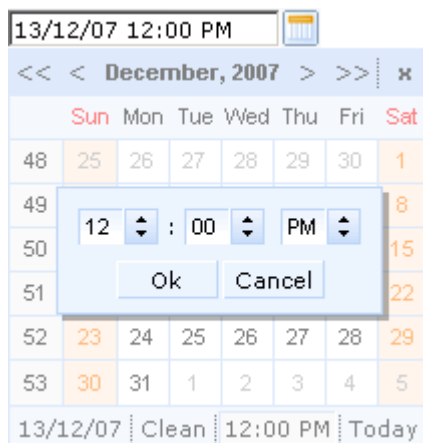 13/12/07 12:00 PM
<< < December, 2007 > >> x
Sun Mon Tue Wed Thu Fri Sat
48 25 26 27 28 29 30 1
49 8
12 : 00 PM
50 15
Ok Cancel
51 22
52 23 24 25 26 27 28 29
53 30 31 1 2 3 4 5
13/12/07 Clean 12:00 PM Today